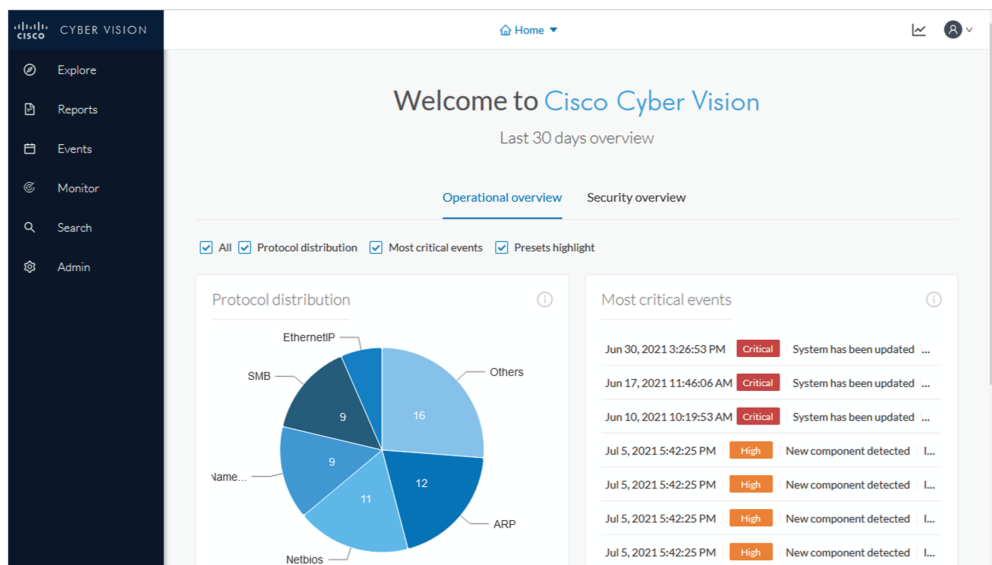 CISCO CYBER VISION
Home
Explore
Reports
Events
Monitor
Search
Admin
Welcome to Cisco Cyber Vision
Last 30 days overview
Operational overview Security overview
All Protocol distribution Most critical events Presets highlight
Protocol distribution
EthernetIP
SMB
Others
9
16
9
12
11
Name...
ARP
Netbios
Most critical events
Jun 30, 2021 3:26:53 PM Critical System has been updated ...
Jun 17, 2021 11:46:06 AM Critical System has been updated ...
Jun 10, 2021 10:19:53 AM Critical System has been updated ...
Jul 5, 2021 5:42:25 PM High New component detected I...
Jul 5, 2021 5:42:25 PM High New component detected I...
Jul 5, 2021 5:42:25 PM High New component detected I...
Jul 5, 2021 5:42:25 PM High New component detected I...